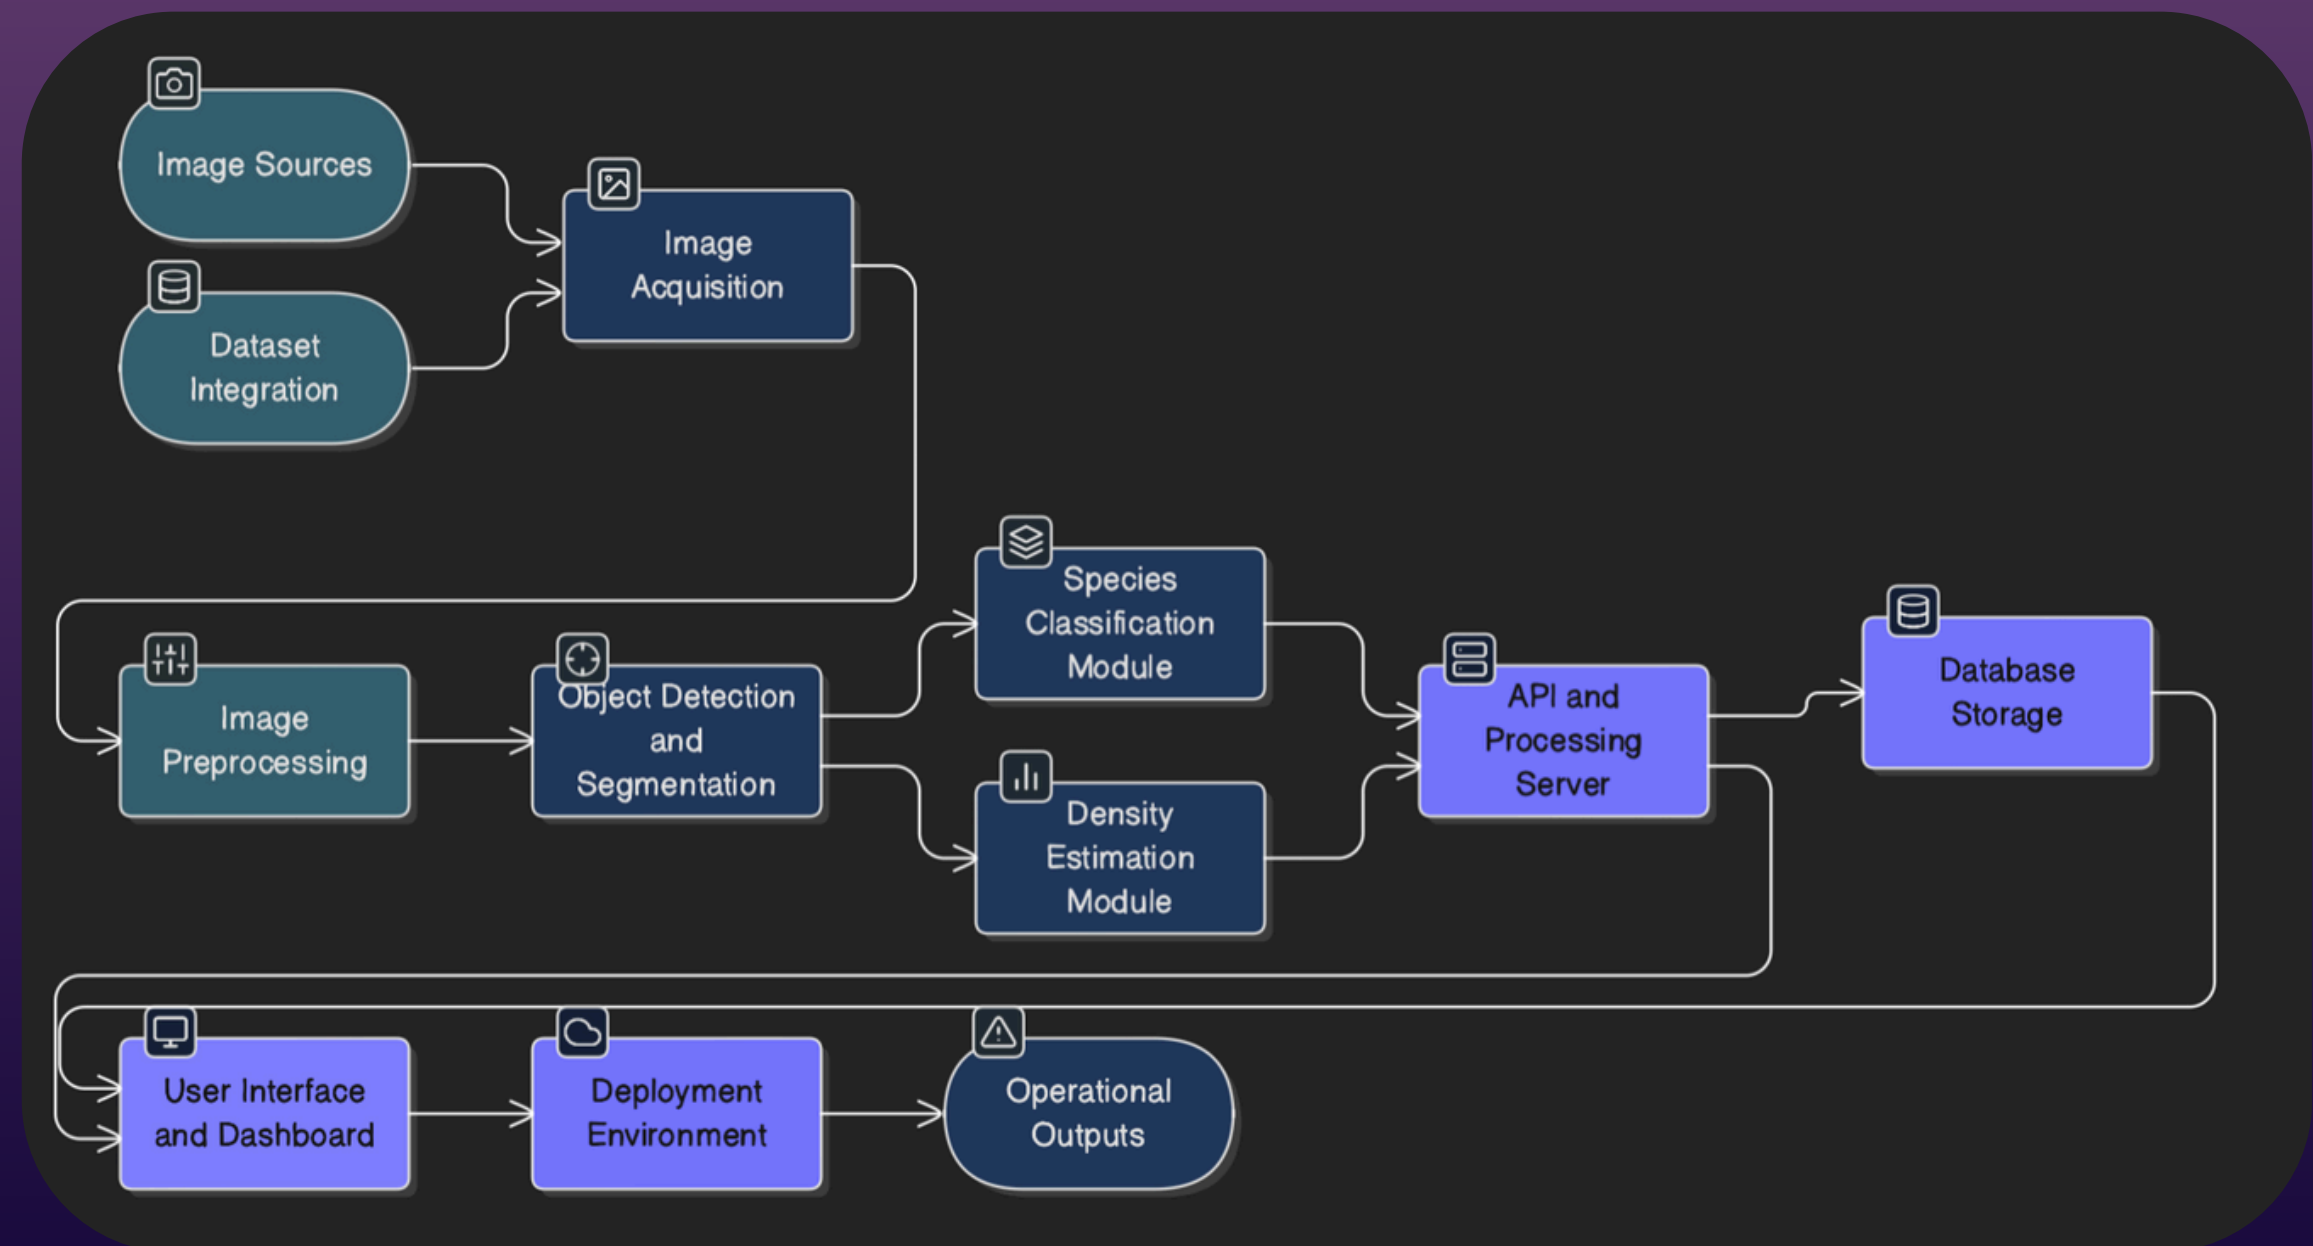 Image Sources
Dataset
Integration
Image
Acquisition
Image
Preprocessing
Object Detection
and
Segmentation
Species
Classification
Module
Density
Estimation
Module
API and
Processing
Server
Database
Storage
User Interface
and Dashboard
Deployment
Environment
Operational
Outputs